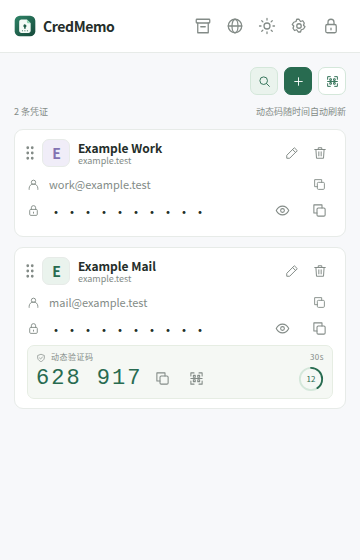 CredMemo
2 条凭证
动态码随时间自动刷新
E
Example Work
example.test
work@example.test
• • • • • • • • • •
E
Example Mail
example.test
mail@example.test
• • • • • • • • • •
动态验证码
30s
628 917
12